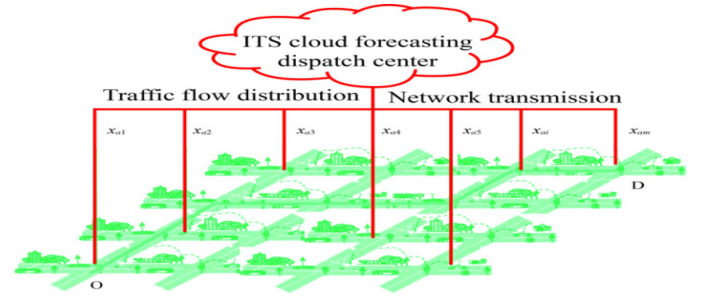 ITS cloud forecasting
dispatch center
Traffic flow distribution Network transmission
xₐ₁ xₐ₂ xₐ₃ xₐ₄ xₐ₅ xₐᵢ xₐₘ
D
O